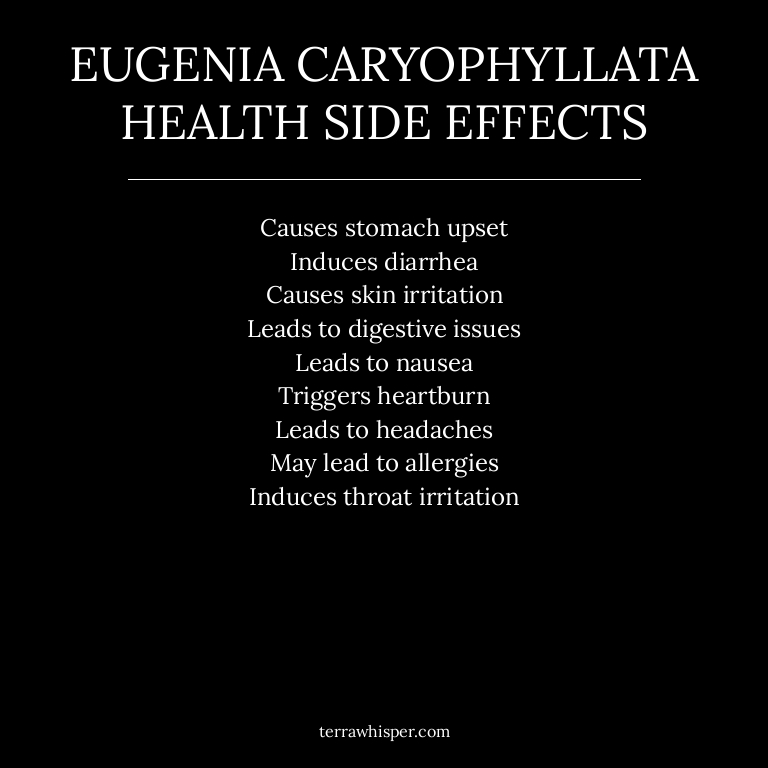 EUGENIA CARYOPHYLLATA
HEALTH SIDE EFFECTS
Causes stomach upset
Induces diarrhea
Causes skin irritation
Leads to digestive issues
Leads to nausea
Triggers heartburn
Leads to headaches
May lead to allergies
Induces throat irritation
terrawhisper.com